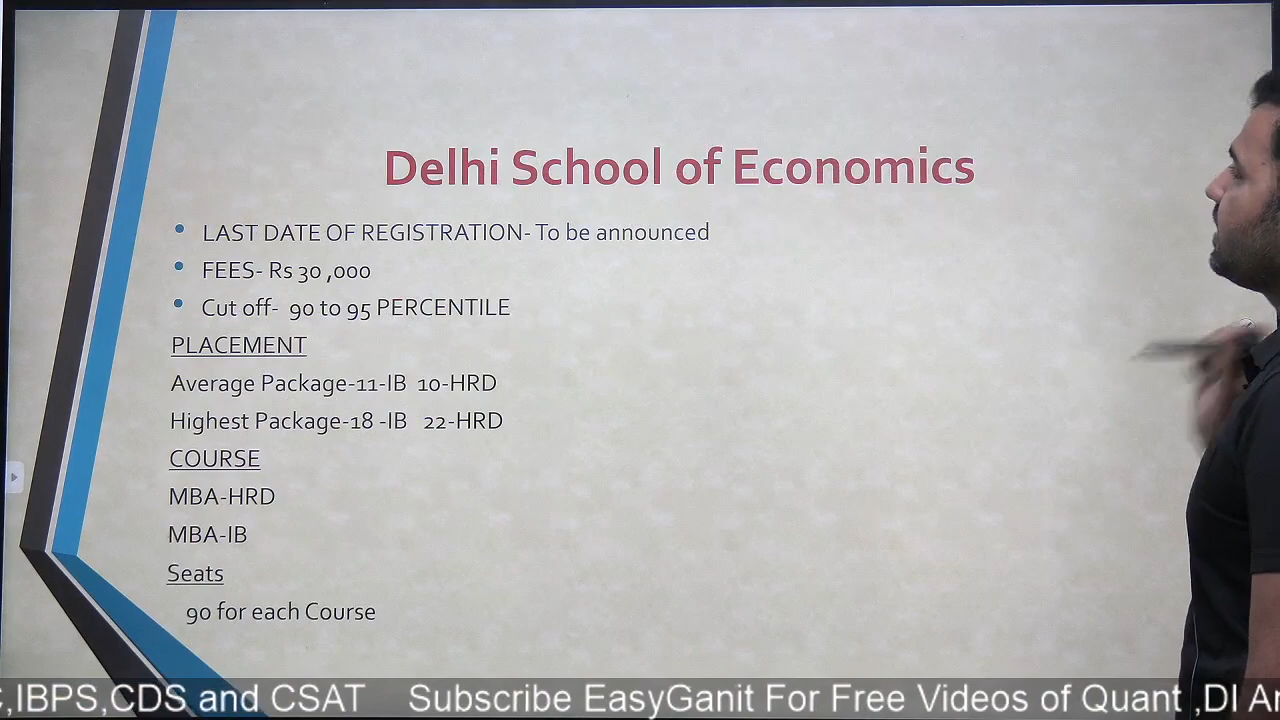 Delhi School of Economics
• LAST DATE OF REGISTRATION- To be announced
• FEES- Rs 30 ,000
• Cut off- 90 to 95 PERCENTILE
PLACEMENT
Average Package-11-IB 10-HRD
Highest Package-18 -IB 22-HRD
COURSE
MBA-HRD
MBA-IB
Seats
90 for each Course
,IBPS,CDS and CSAT Subscribe EasyGanit For Free Videos of Quant ,DI